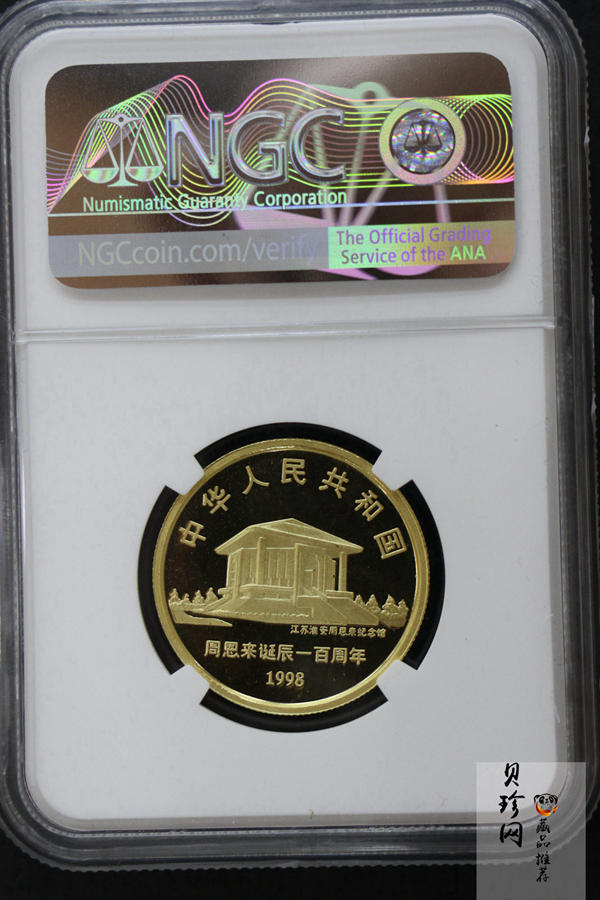 NGC
Numismatic Guaranty Corporation
NGCcoin.com/verify
The Official Grading
Service of the ANA
中华人民共和国
江苏淮安周恩来纪念馆
周恩来诞辰一百周年
1998
贝珍网
藏品推荐